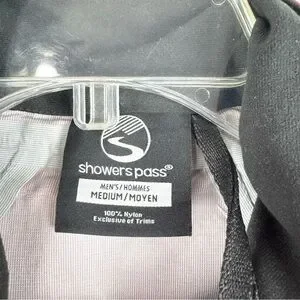 showers pass®
MEN'S/HOMMES
MEDIUM/MOYEN
100% Nylon
Exclusive of Trims